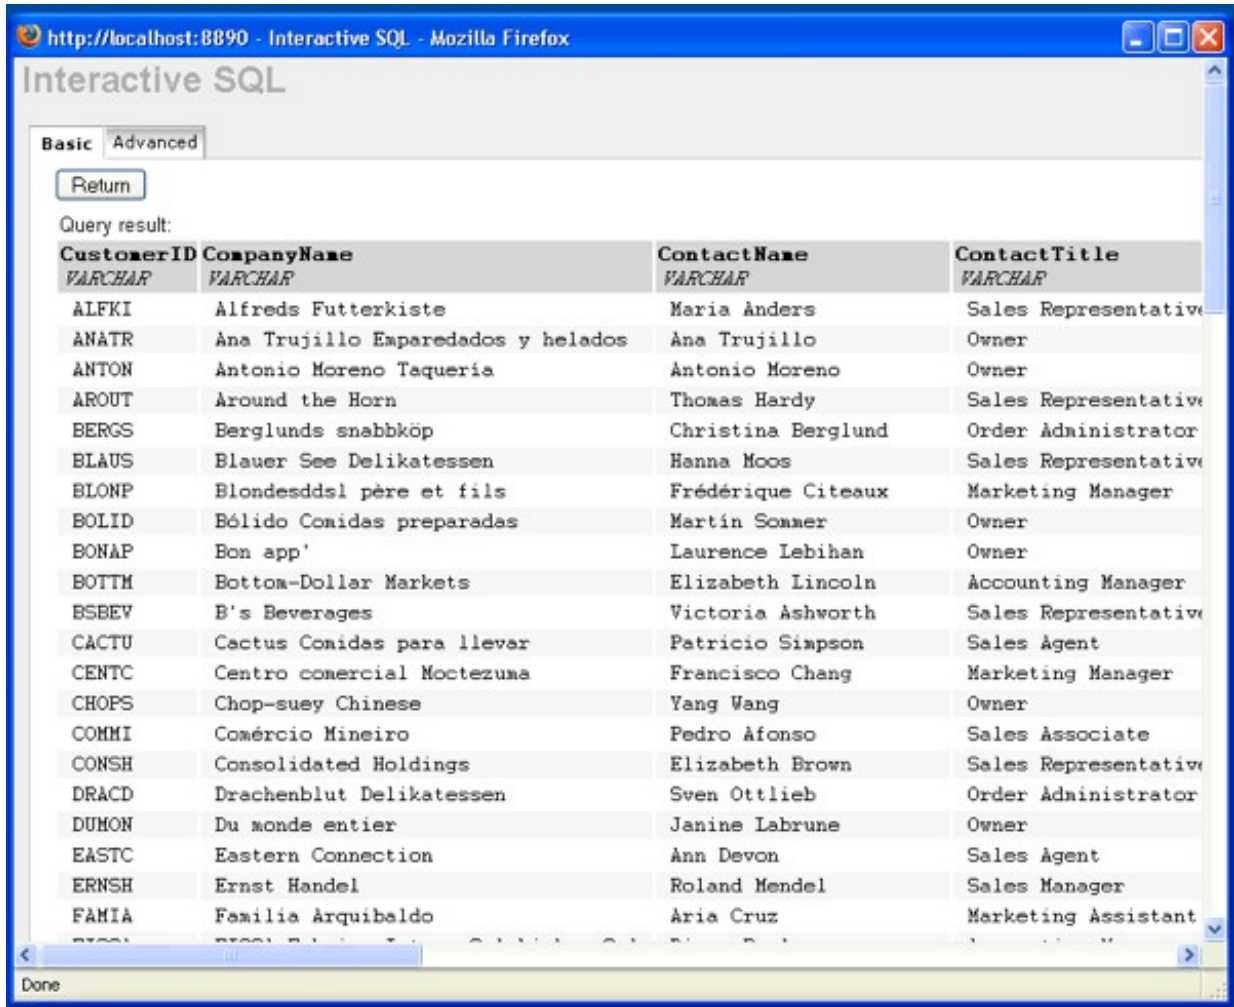 http://localhost:8890 - Interactive SQL - Mozilla Firefox
Interactive SQL
Basic Advanced
Return
Query result:
CustomerID CompanyName ContactName ContactTitle
VARCHAR VARCHAR VARCHAR VARCHAR
ALFKI Alfreds Futterkiste Maria Anders Sales Representative
ANATR Ana Trujillo Emparedados y helados Ana Trujillo Owner
ANTON Antonio Moreno Taquería Antonio Moreno Owner
AROUT Around the Horn Thomas Hardy Sales Representative
BERGS Berglunds snabbköp Christina Berglund Order Administrator
BLAUS Blauer See Delikatessen Hanna Moos Sales Representative
BLONP Blondesddsl père et fils Frédérique Citeaux Marketing Manager
BOLID Bólido Comidas preparadas Martín Sommer Owner
BONAP Bon app' Laurence Lebihan Owner
BOTTM Bottom-Dollar Markets Elizabeth Lincoln Accounting Manager
BSBEV B's Beverages Victoria Ashworth Sales Representative
CACTU Cactus Comidas para llevar Patricio Simpson Sales Agent
CENTC Centro comercial Moctezuma Francisco Chang Marketing Manager
CHOPS Chop-suey Chinese Yang Wang Owner
COMMI Comércio Mineiro Pedro Afonso Sales Associate
CONSH Consolidated Holdings Elizabeth Brown Sales Representative
DRACD Drachenblut Delikatessen Sven Ottlieb Order Administrator
DUMON Du monde entier Janine Labrune Owner
EASTC Eastern Connection Ann Devon Sales Agent
ERNSH Ernst Handel Roland Mendel Sales Manager
FAMIA Familia Arquibaldo Aria Cruz Marketing Assistant
Done